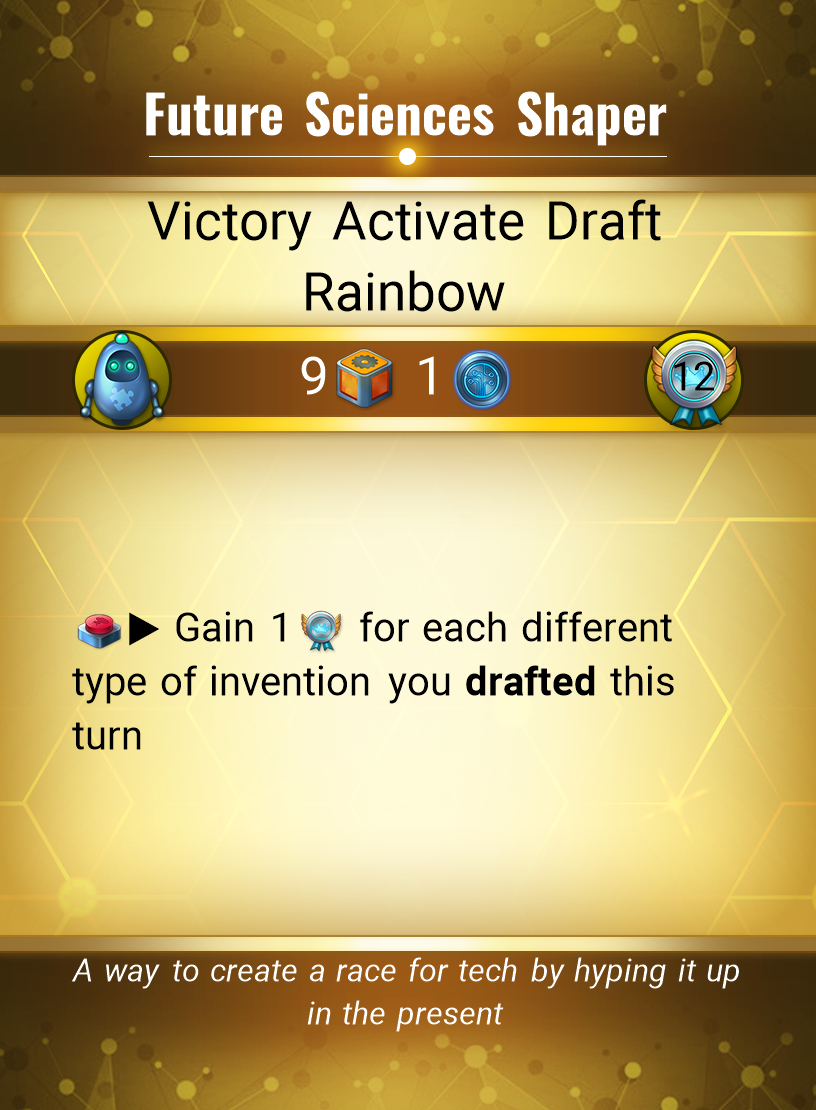 Future Sciences Shaper
Victory Activate Draft
Rainbow
9 1
12
▶ Gain 1 for each different
type of invention you drafted this
turn
A way to create a race for tech by hyping it up
in the present